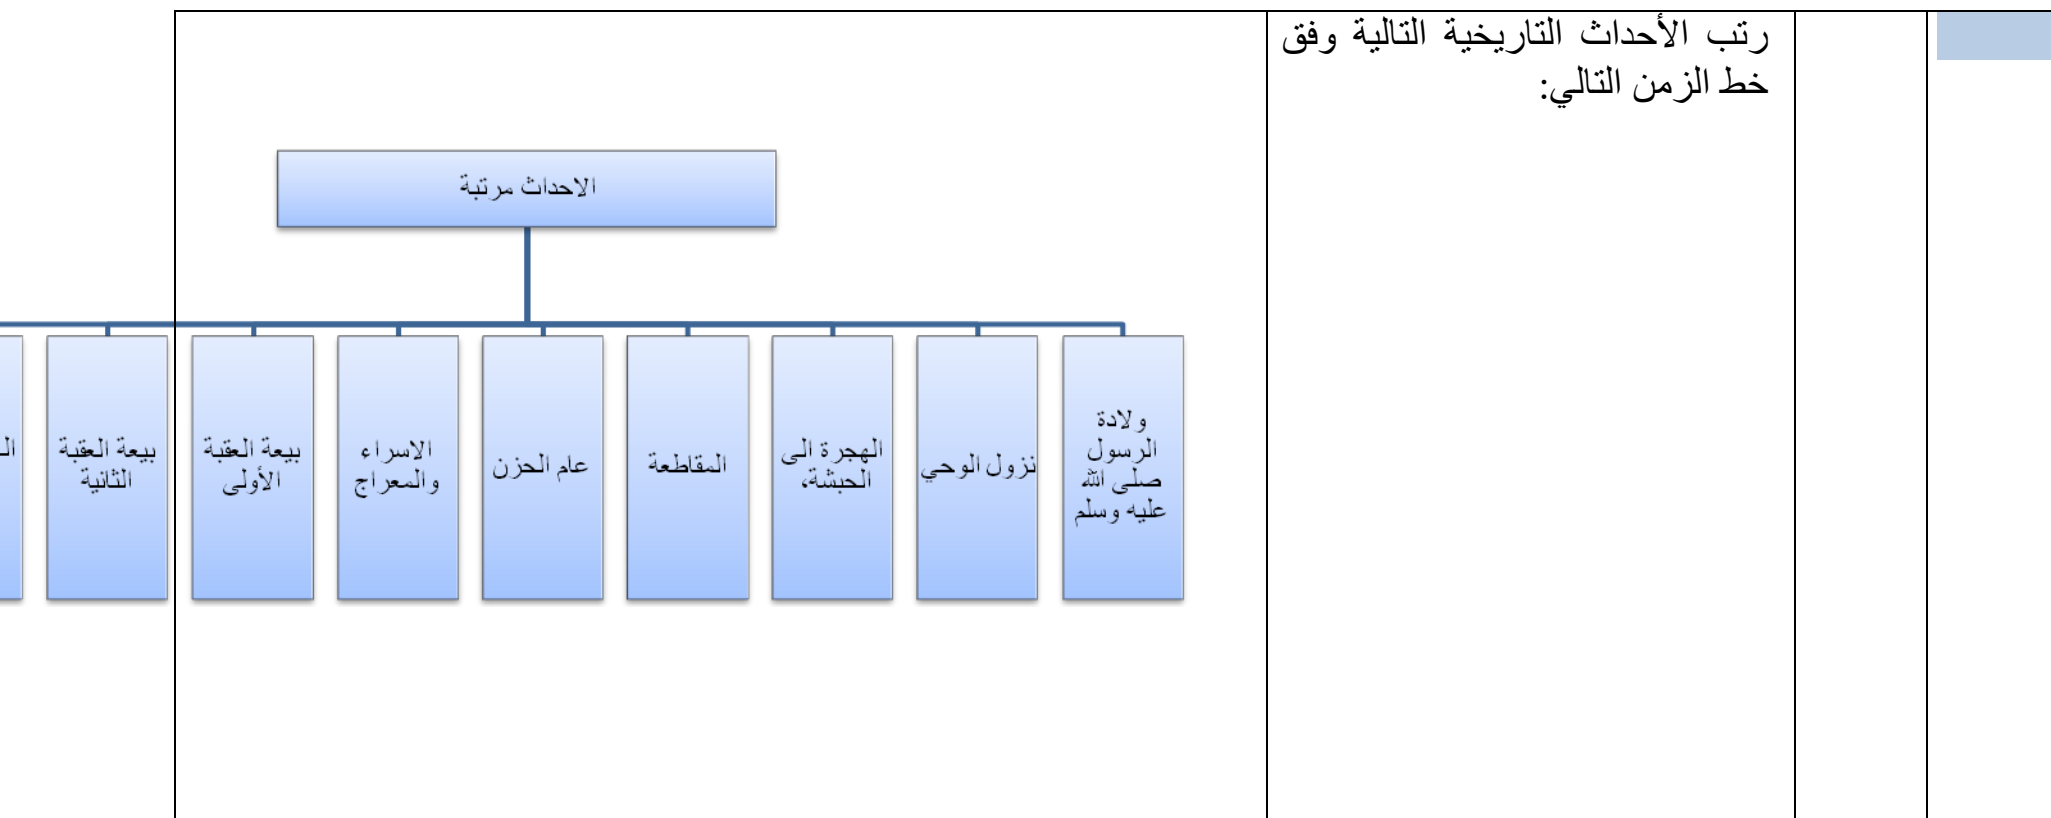 رتب الأحداث التاريخية التالية وفق
خط الزمن التالي:
الاحداث مرتبة
ولادة
الرسول
صلى الله
عليه وسلم
نزول الوحي
الهجرة الى
الحبشة،
المقاطعة
عام الحزن
الاسراء
والمعراج
بيعة العقبة
الأولى
بيعة العقبة
الثانية